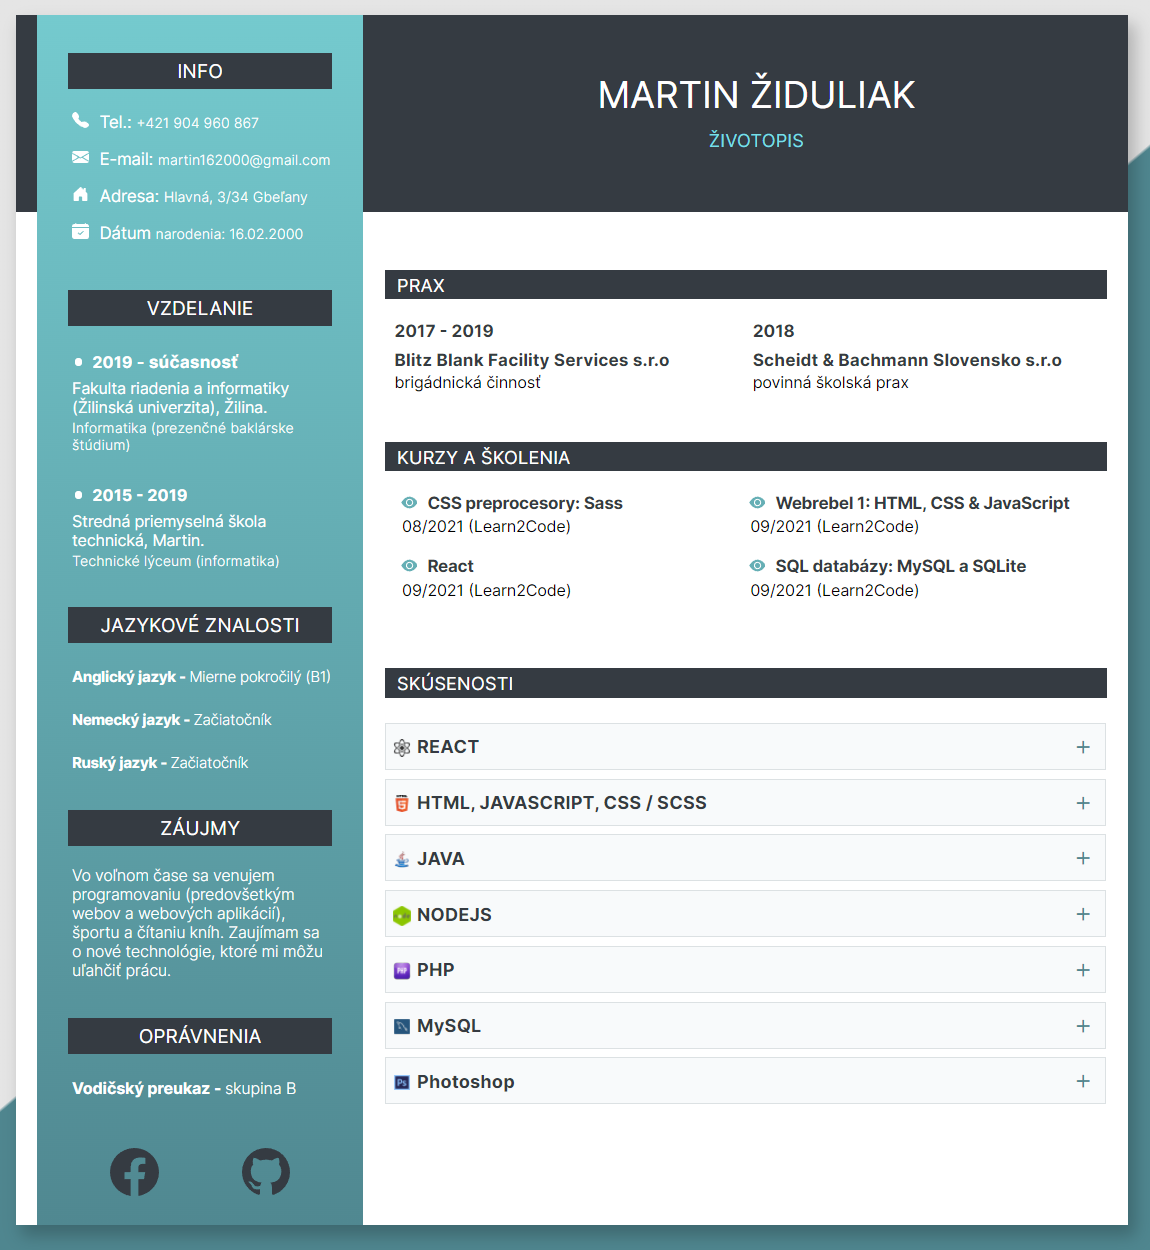 INFO
Tel.: +421 904 960 867
E-mail: martin162000@gmail.com
Adresa: Hlavná, 3/34 Gbeľany
Dátum narodenia: 16.02.2000
VZDELANIE
2019 - súčasnosť
Fakulta riadenia a informatiky
(Žilinská univerzita), Žilina.
Informatika (prezenčné baklárske
štúdium)
2015 - 2019
Stredná priemyselná škola
technická, Martin.
Technické lýceum (informatika)
JAZYKOVÉ ZNALOSTI
Anglický jazyk - Mierne pokročilý (B1)
Nemecký jazyk - Začiatočník
Ruský jazyk - Začiatočník
ZÁUJMY
Vo voľnom čase sa venujem
programovaniu (predovšetkým
webov a webových aplikácií),
športu a čítaniu kníh. Zaujímam sa
o nové technológie, ktoré mi môžu
uľahčiť prácu.
OPRÁVNENIA
Vodičský preukaz - skupina B
MARTIN ŽIDULIAK
ŽIVOTOPIS
PRAX
2017 - 2019
Blitz Blank Facility Services s.r.o
brigádnická činnosť
2018
Scheidt & Bachmann Slovensko s.r.o
povinná školská prax
KURZY A ŠKOLENIA
CSS preprocesory: Sass
08/2021 (Learn2Code)
Webrebel 1: HTML, CSS & JavaScript
09/2021 (Learn2Code)
React
09/2021 (Learn2Code)
SQL databázy: MySQL a SQLite
09/2021 (Learn2Code)
SKÚSENOSTI
REACT
HTML, JAVASCRIPT, CSS / SCSS
JAVA
NODEJS
PHP
MySQL
Photoshop